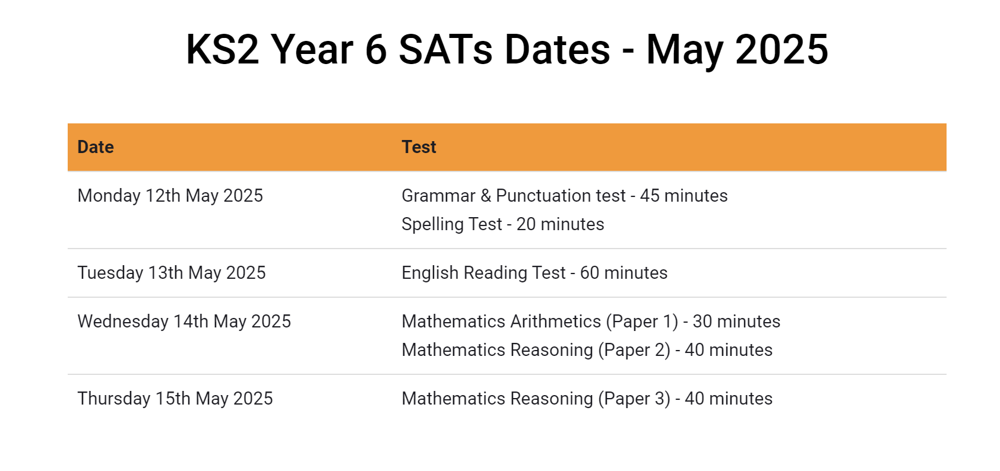 KS2 Year 6 SATs Dates - May 2025
Date Test
Monday 12th May 2025 Grammar & Punctuation test - 45 minutes
Spelling Test - 20 minutes
Tuesday 13th May 2025 English Reading Test - 60 minutes
Wednesday 14th May 2025 Mathematics Arithmetics (Paper 1) - 30 minutes
Mathematics Reasoning (Paper 2) - 40 minutes
Thursday 15th May 2025 Mathematics Reasoning (Paper 3) - 40 minutes